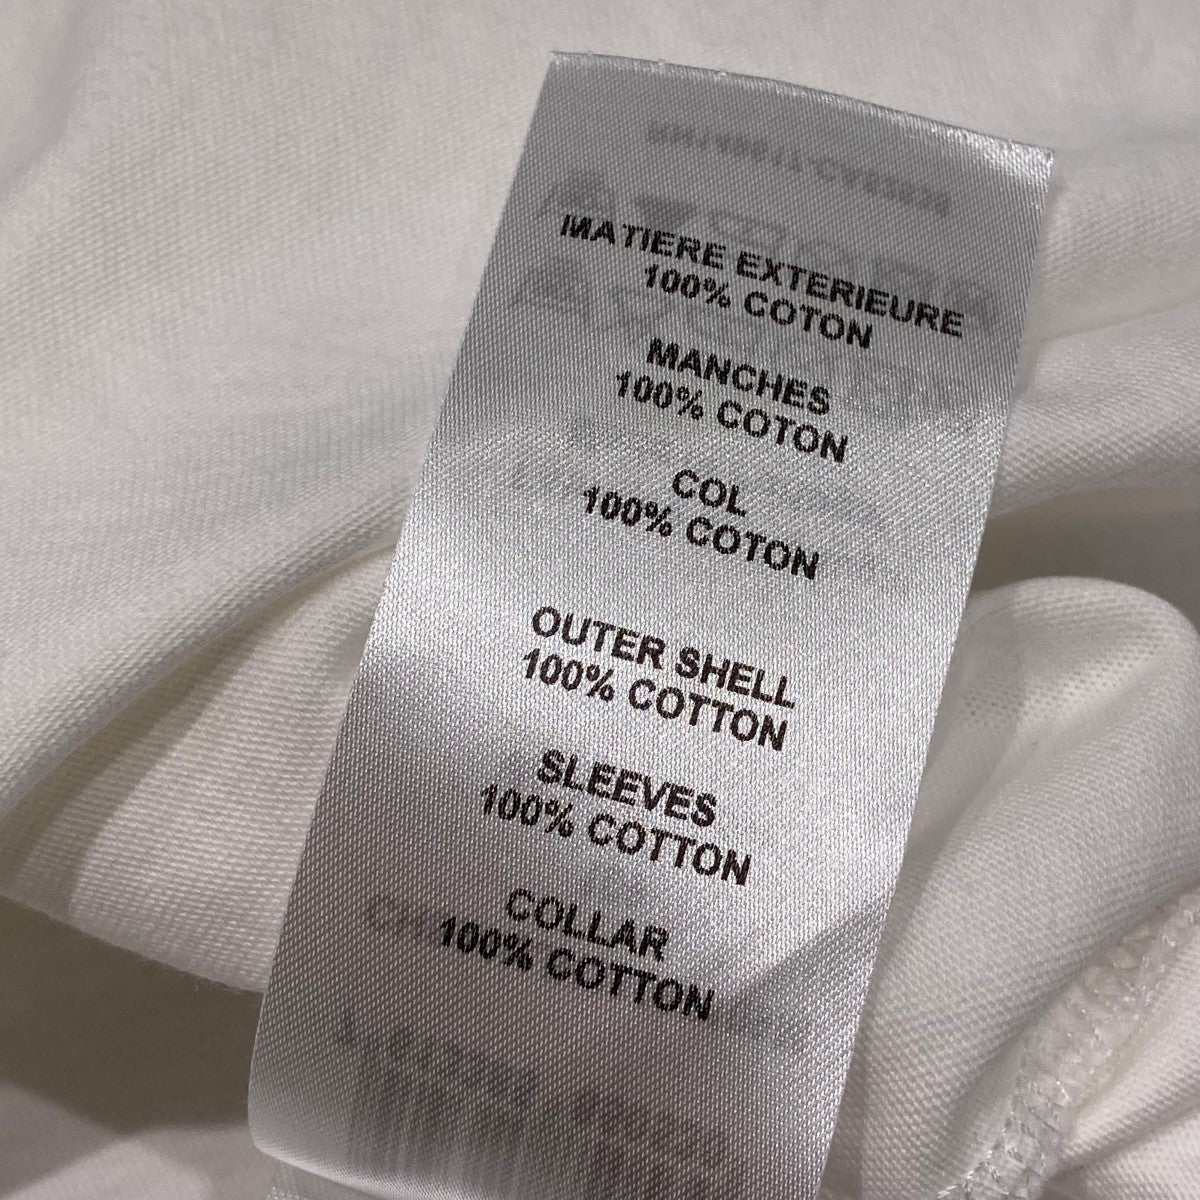 MATIERE EXTERIEURE
100% COTON
MANCHES
100% COTON
COL
100% COTON
OUTER SHELL
100% COTTON
SLEEVES
100% COTTON
COLLAR
100% COTTON